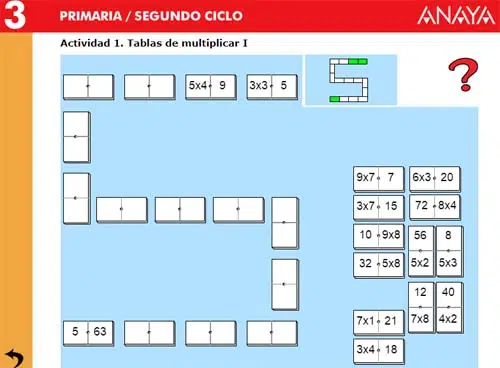 3 PRIMARIA / SEGUNDO CICLO ANAYA
Actividad 1. Tablas de multiplicar I
?
5x4 9 3x3 5
9x7 7 6x3 20
3x7 15 72 8x4
10 9x8 56 8
32 5x8 5x2 5x3
12 40
7x8 4x2
5 63
7x1 21
3x4 18